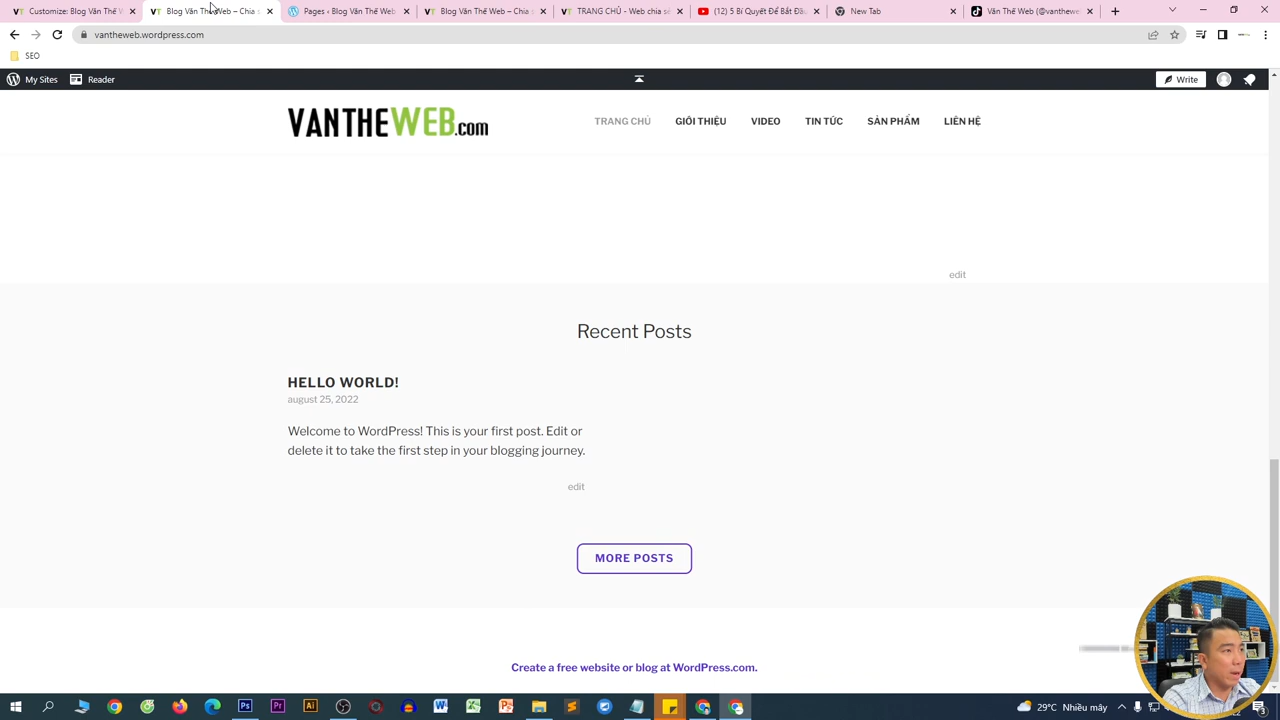 Customize: Blog Văn Thế W
Blog Văn Thế Web – Chia s
Pages ‹ Blog Văn Thế Web
Blog Văn Thế Web – Chia s
TRANG CHỦ - Web chia sẻ
(12) 5 Bí Quyết Để Bắt Đầu
New Tab
Văn Thế Web (@vantheweb
vantheweb.wordpress.com
SEO
My Sites
Reader
Write
VANTHEWEB.com
TRANG CHỦ
GIỚI THIỆU
VIDEO
TIN TỨC
SẢN PHẨM
LIÊN HỆ
edit
Recent Posts
HELLO WORLD!
august 25, 2022
Welcome to WordPress! This is your first post. Edit or
delete it to take the first step in your blogging journey.
edit
MORE POSTS
Create a free website or blog at WordPress.com.
29°C Nhiều mây